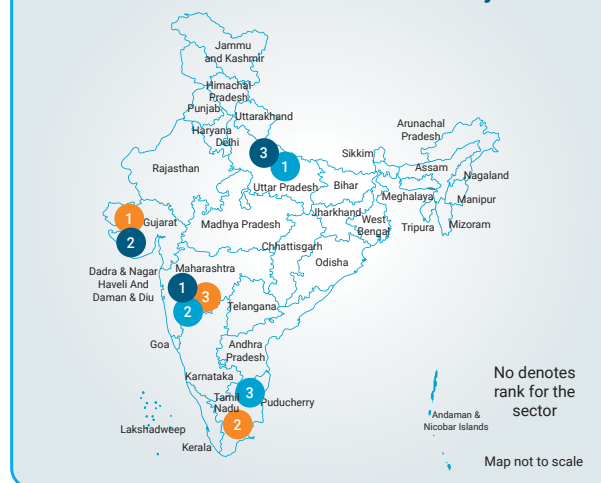 Jammu
and Kashmir
Himachal
Pradesh
Punjab
Uttarakhand
Haryana
Delhi
Arunachal
Pradesh
3
1
Sikkim
Assam
Nagaland
Rajasthan
Uttar Pradesh
Bihar
Meghalaya
Manipur
1
Gujarat
2
Madhya Pradesh
Jharkhand
West
Bengal
Tripura
Mizoram
Chhattisgarh
Odisha
Dadra & Nagar
Haveli And
Daman & Diu
Maharashtra
1
3
2
Telangana
Goa
Andhra
Pradesh
Karnataka
3
Tamil
Nadu
Puducherry
2
Lakshadweep
Kerala
Andaman &
Nicobar Islands
No denotes
rank for the
sector
Map not to scale